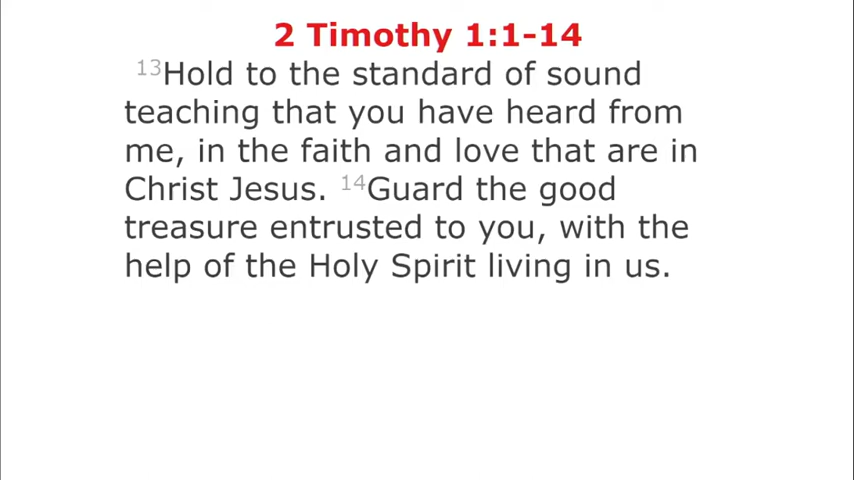 2 Timothy 1:1-14
13Hold to the standard of sound
teaching that you have heard from
me, in the faith and love that are in
Christ Jesus. 14Guard the good
treasure entrusted to you, with the
help of the Holy Spirit living in us.